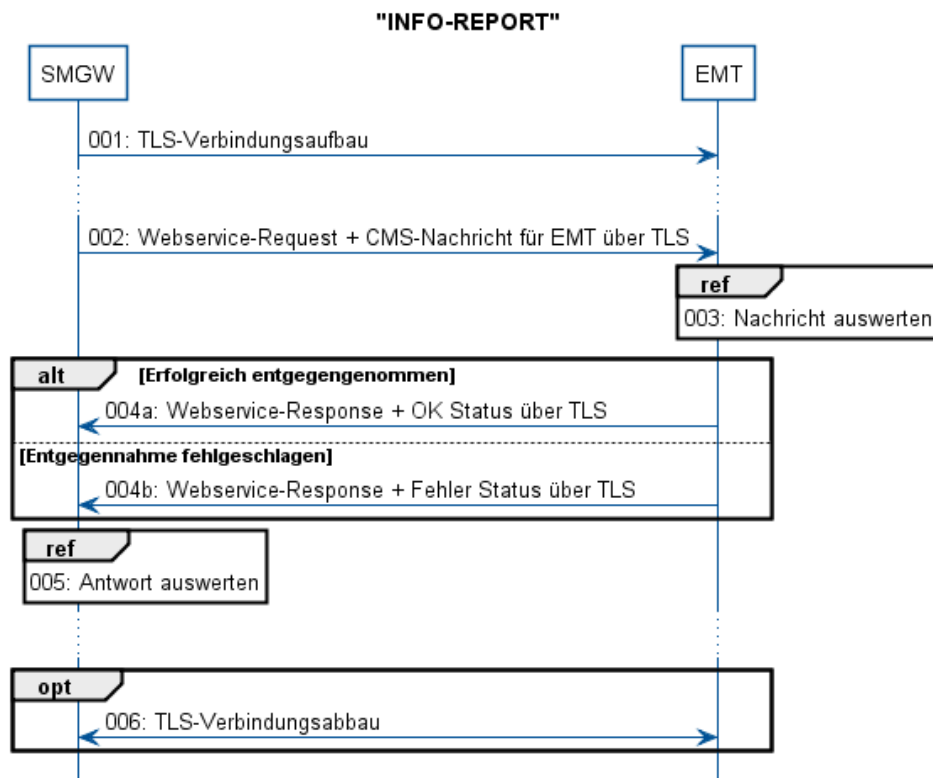 "INFO-REPORT"
SMGW
EMT
001: TLS-Verbindungsaufbau
002: Webservice-Request + CMS-Nachricht für EMT über TLS
ref
003: Nachricht auswerten
alt
[Erfolgreich entgegengenommen]
004a: Webservice-Response + OK Status über TLS
[Entgegennahme fehlgeschlagen]
004b: Webservice-Response + Fehler Status über TLS
ref
005: Antwort auswerten
opt
006: TLS-Verbindungsabbau